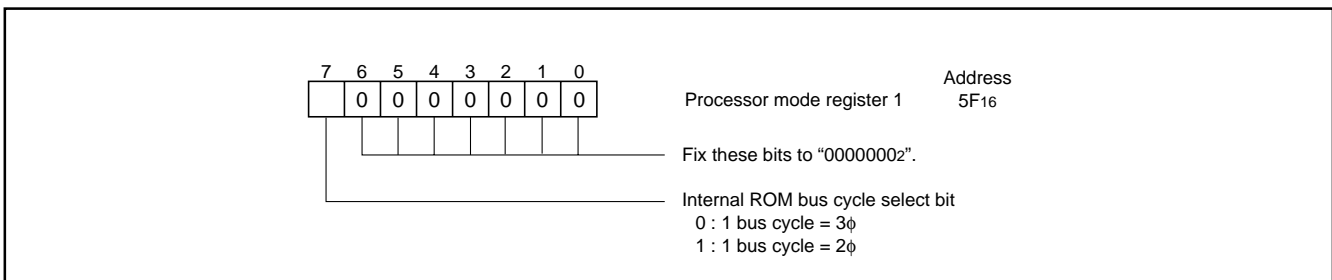 7 6 5 4 3 2 1 0
Address
0 0 0 0 0 0 0
Processor mode register 1
5F16
Fix these bits to “00000002”.
Internal ROM bus cycle select bit
0 : 1 bus cycle = 3ϕ
1 : 1 bus cycle = 2ϕ